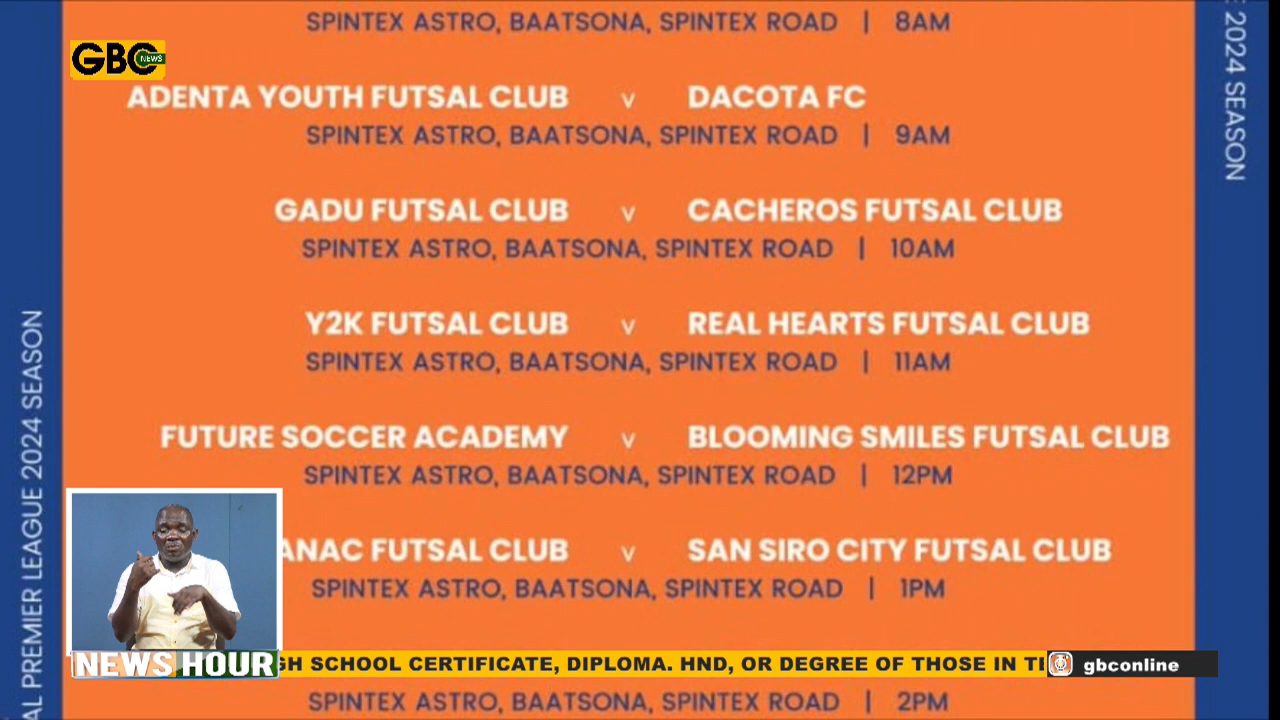 SPINTEX ASTRO, BAATSONA, SPINTEX ROAD | 8AM
GBC NEWS
ADENTA YOUTH FUTSAL CLUB v DACOTA FC
SPINTEX ASTRO, BAATSONA, SPINTEX ROAD | 9AM
GADU FUTSAL CLUB v CACHEROS FUTSAL CLUB
SPINTEX ASTRO, BAATSONA, SPINTEX ROAD | 10AM
Y2K FUTSAL CLUB v REAL HEARTS FUTSAL CLUB
SPINTEX ASTRO, BAATSONA, SPINTEX ROAD | 11AM
FUTURE SOCCER ACADEMY v BLOOMING SMILES FUTSAL CLUB
SPINTEX ASTRO, BAATSONA, SPINTEX ROAD | 12PM
ANAC FUTSAL CLUB v SAN SIRO CITY FUTSAL CLUB
SPINTEX ASTRO, BAATSONA, SPINTEX ROAD | 1PM
NEWS HOUR
GH SCHOOL CERTIFICATE, DIPLOMA. HND, OR DEGREE OF THOSE IN TE
gbconline
SPINTEX ASTRO, BAATSONA, SPINTEX ROAD | 2PM
AL PREMIER LEAGUE 2024 SEASON
2024 SEASON